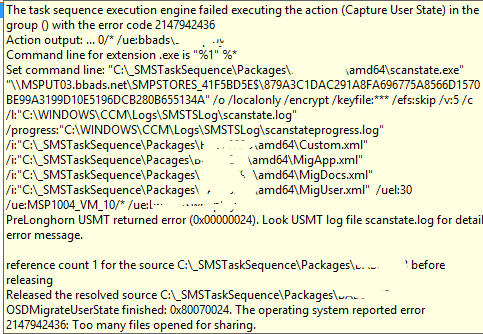 The task sequence execution engine failed executing the action (Capture User State) in the
group () with the error code 2147942436
Action output: ... 0/* /ue:bbads\
Command line for extension .exe is "%1" %*
Set command line: "C:\_SMSTaskSequence\Packages\ amd64\scanstate.exe"
"\\MSPUT03.bbads.net\SMPSTORES_41F5BD5E$\879A3C1DAC291A8FA696775A8566D1570
BE99A3199D10E5196DCB280B655134A" /o /localonly /encrypt /keyfile:*** /efs:skip /v:5 /c
/l:"C:\WINDOWS\CCM\Logs\SMSTSLog\scanstate.log"
/progress:"C:\WINDOWS\CCM\Logs\SMSTSLog\scanstateprogress.log"
/i:"C:\_SMSTaskSequence\Packages\ \amd64\Custom.xml"
/i:"C:\_SMSTaskSequence\Packages\ \amd64\MigApp.xml"
/i:"C:\_SMSTaskSequence\Packages\ \amd64\MigDocs.xml"
/i:"C:\_SMSTaskSequence\Packages\ \amd64\MigUser.xml" /uel:30
/ue:MSP1004_VM_10/*
PreLonghorn USMT returned error (0x00000024). Look USMT log file scanstate.log for detail
error message.
reference count 1 for the source C:\_SMSTaskSequence\Packages\ before
releasing
Released the resolved source C:\_SMSTaskSequence\Packages\
OSDMigrateUserState finished: 0x80070024. The operating system reported error
2147942436: Too many files opened for sharing.